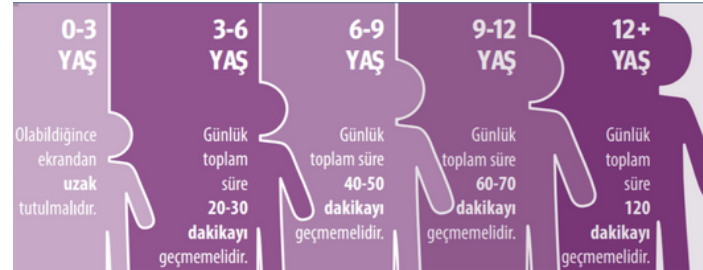 0-3
YAŞ
Olabildiğince
ekrandan
uzak
tutulmalıdır.
3-6
YAŞ
Günlük
toplam
süre
20-30
dakikayı
geçmemelidir.
6-9
YAŞ
Günlük
toplam süre
40-50
dakikayı
geçmemelidir.
9-12
YAŞ
Günlük
toplam süre
60-70
dakikayı
geçmemelidir.
12+
YAŞ
Günlük
toplam
süre
120
dakikayı
geçmemelidir.